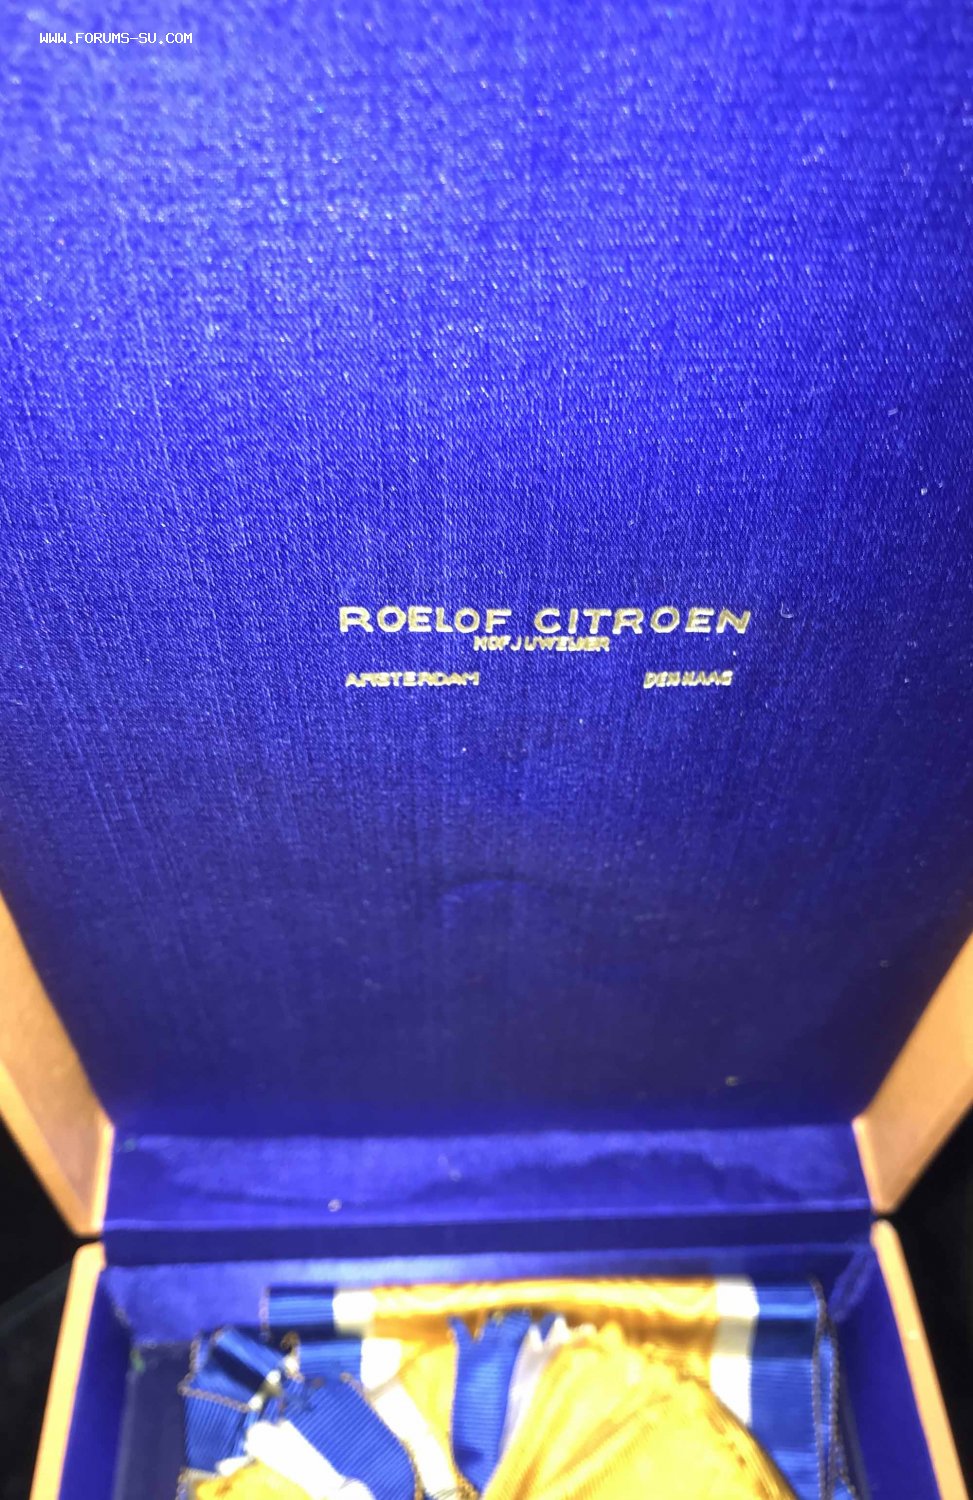 WWW.FORUMS-SU.COM
ROELOF CITROEN
HOFJUWELIER
AMSTERDAM DEN HAAG